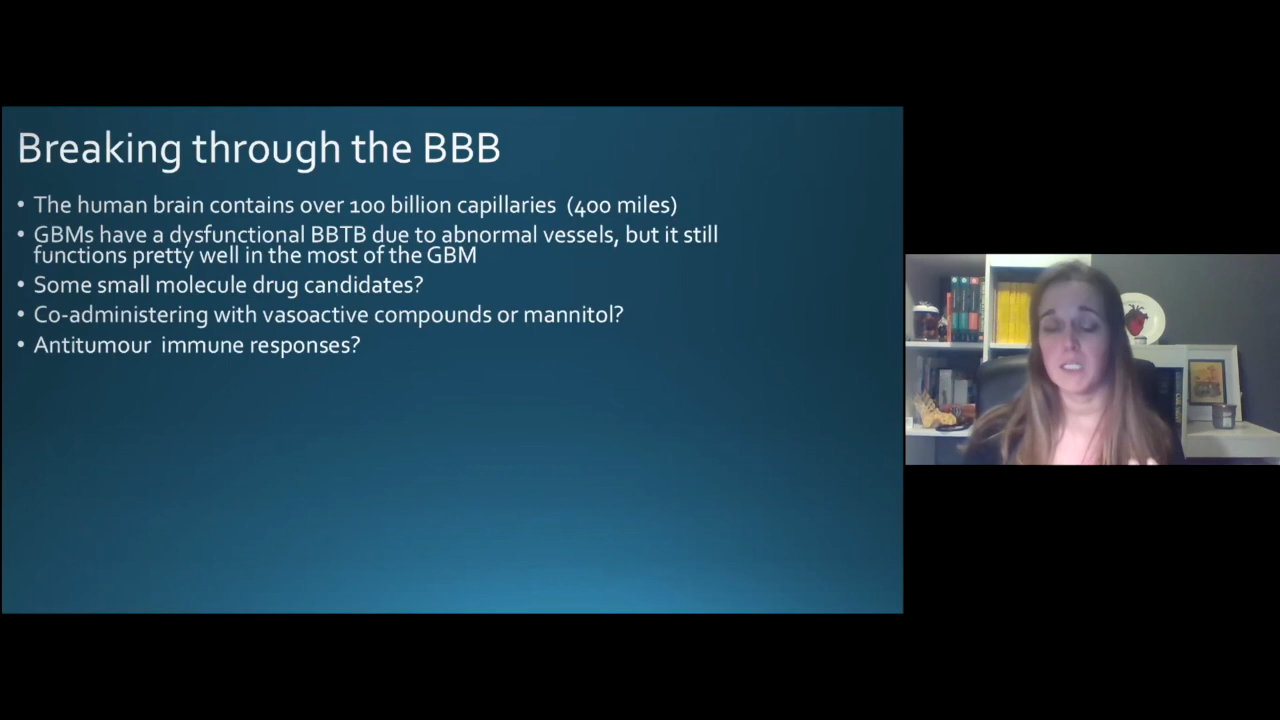 Breaking through the BBB
• The human brain contains over 100 billion capillaries (400 miles)
• GBMs have a dysfunctional BBTB due to abnormal vessels, but it still
functions pretty well in the most of the GBM
• Some small molecule drug candidates?
• Co-administering with vasoactive compounds or mannitol?
• Antitumour immune responses?